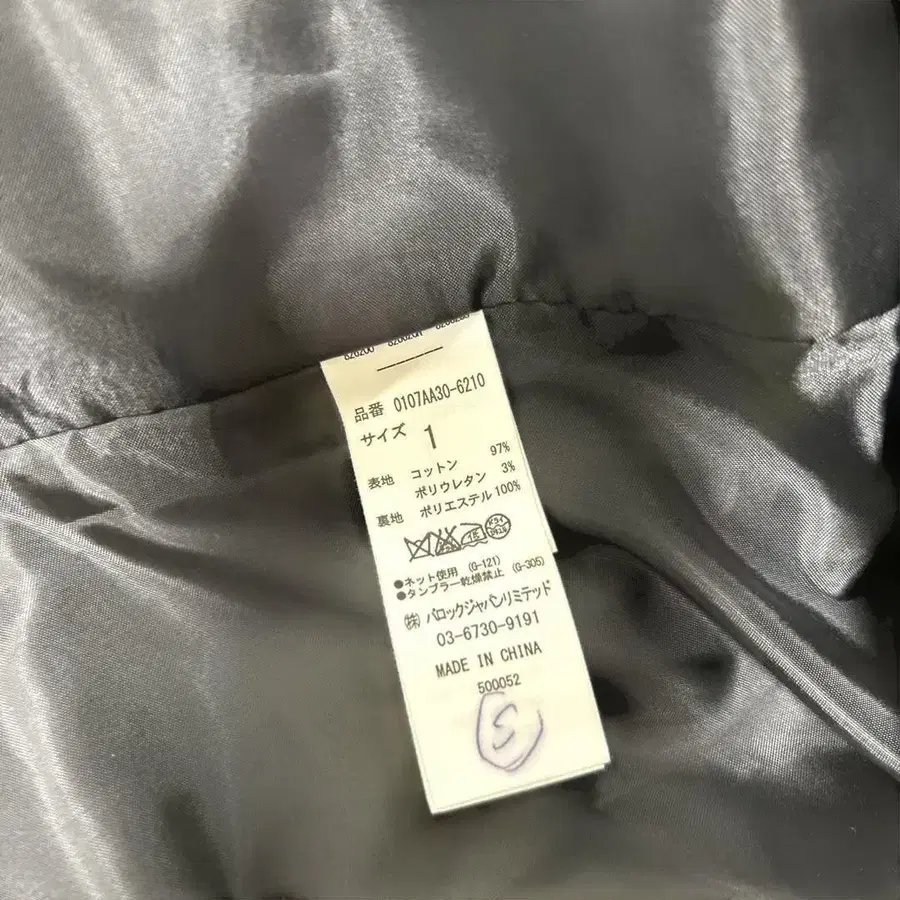 品番 0107AA30-6210
サイズ 1
表地 コットン 97%
ポリウレタン 3%
裏地 ポリエステル 100%
●ネット使用 (G-121)
●タンブラー乾燥禁止 (G-305)
㈱バロックジャパンリミテッド
03-6730-9191
MADE IN CHINA
500052
S